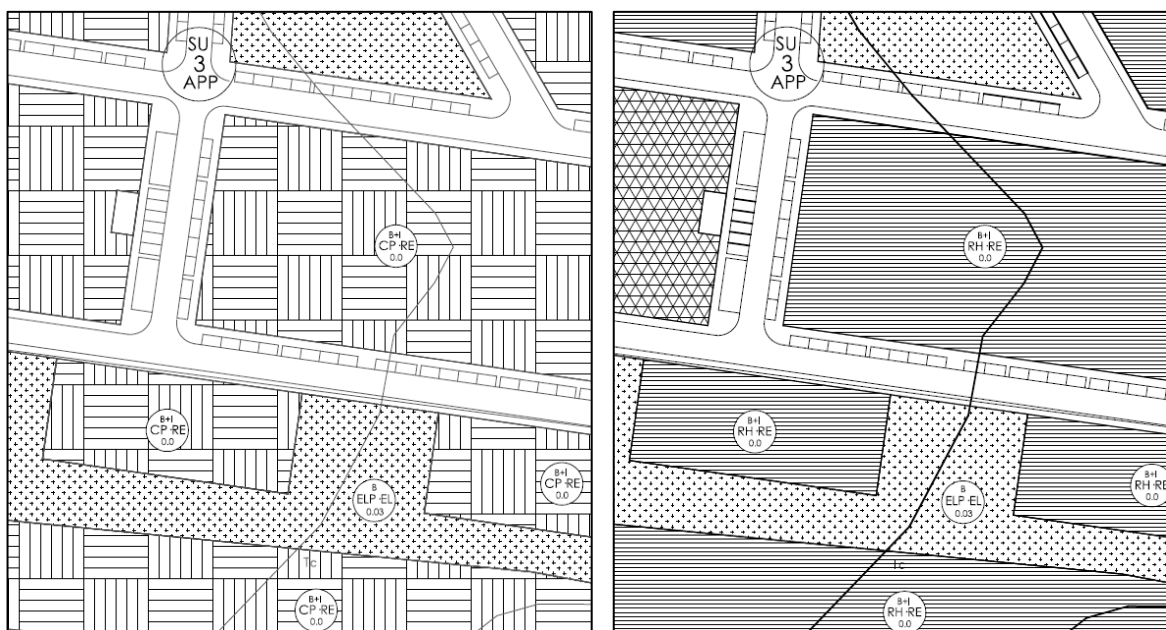 SU
3
APP
B+I
CP·RE
0.0
B+I
CP·RE
0.0
B+I
CP·RE
0.0
B
ELP·EL
0.03
Tc
B+I
CP·RE
0.0
SU
3
APP
B+I
RH·RE
0.0
B+I
RH·RE
0.0
B+I
RH·RE
0.0
B
ELP·EL
0.03
Tc
B+I
RH·RE
0.0